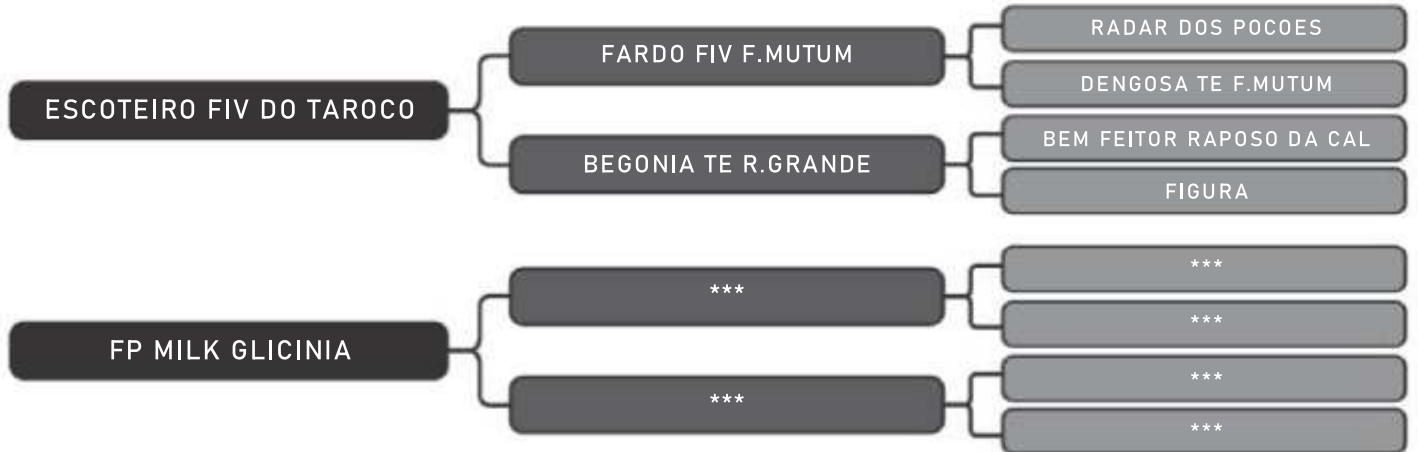 ESCOTEIRO FIV DO TAROCO
FARDO FIV F.MUTUM
RADAR DOS POCOES
DENGOSA TE F.MUTUM
BEGONIA TE R.GRANDE
BEM FEITOR RAPOSO DA CAL
FIGURA
FP MILK GLICINIA
***
***
***
***
***
***